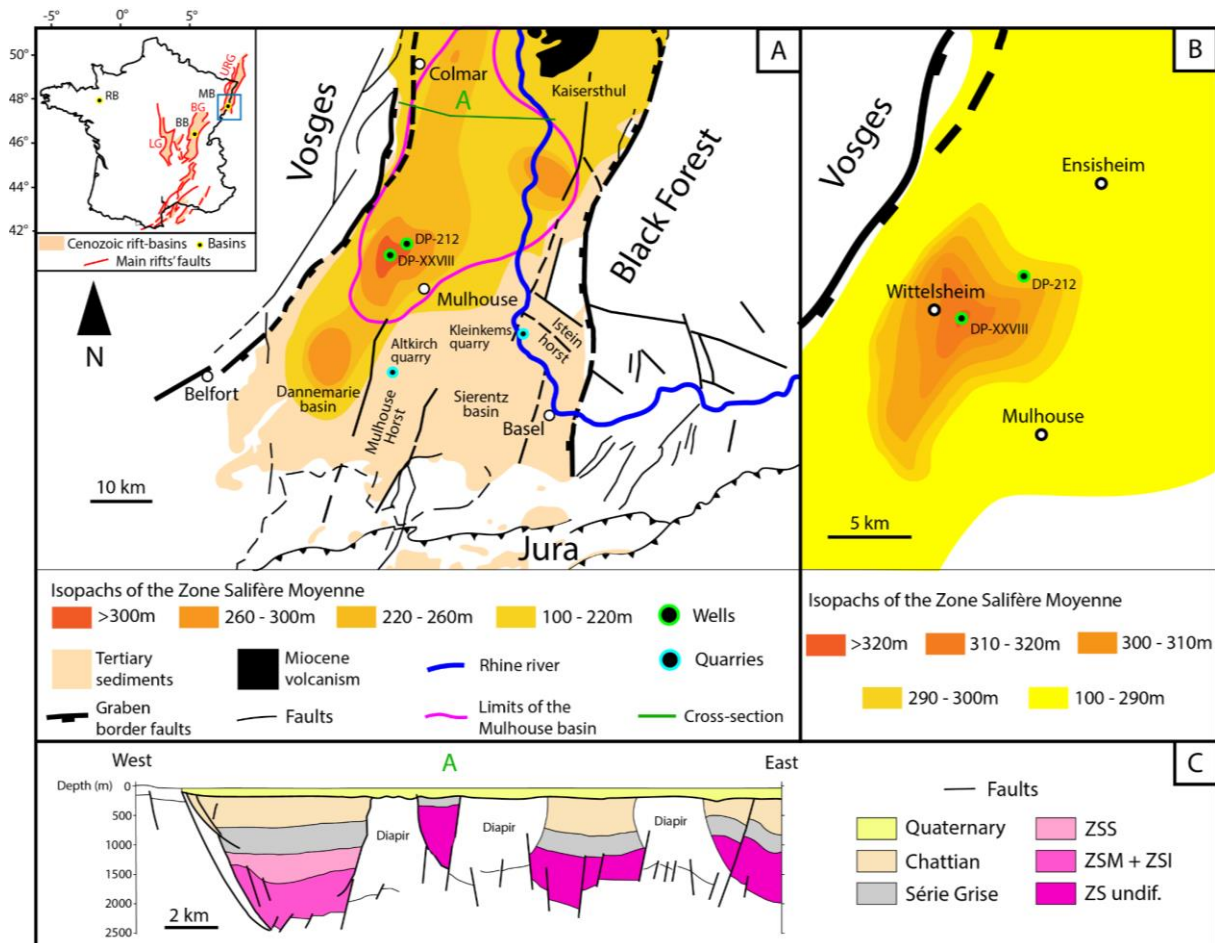 -5°
0°
5°
50°
48°
46°
44°
42°
URG
RB
MB
BG
BB
LG
Cenozoic rift-basins
Basins
Main rifts' faults
N
A
Colmar
Kaisersthul
A
Vosges
Black Forest
DP-212
DP-XXVIII
Mulhouse
Istein
horst
Kleinkems
quarry
Altkirch
quarry
Belfort
Dannemarie
basin
Mulhouse
Horst
Sierentz
basin
Basel
10 km
Jura
Isopachs of the Zone Salifère Moyenne
>300m
260 - 300m
220 - 260m
100 - 220m
Wells
Tertiary
sediments
Miocene
volcanism
Rhine river
Quarries
Graben
border faults
Faults
Limits of the
Mulhouse basin
Cross-section
B
Vosges
Ensisheim
DP-212
Wittelsheim
DP-XXVIII
Mulhouse
5 km
Isopachs of the Zone Salifère Moyenne
>320m
310 - 320m
300 - 310m
290 - 300m
100 - 290m
West
A
East
C
Depth (m)
0
500
1000
1500
2000
2500
Diapir
Diapir
Diapir
2 km
Faults
Quaternary
ZSS
Chattian
ZSM + ZSI
Série Grise
ZS undif.